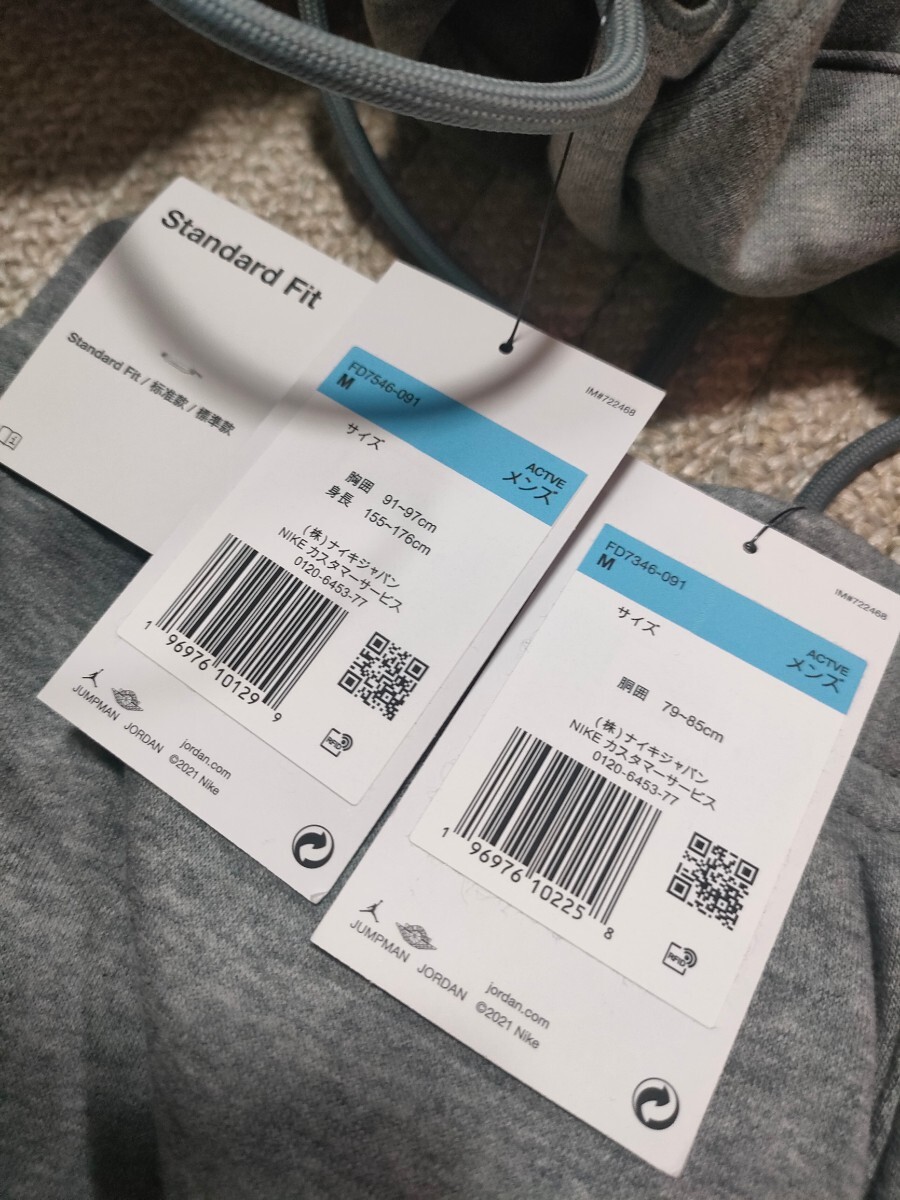 Standard Fit
Standard Fit / 标准款 / 標準款
IM#722468
FD7546-091
M
ACTVE
メンズ
サイズ
胸囲 91~97cm
身長 155~176cm
(株)ナイキジャパン
NIKE カスタマーサービス
0120-6453-77
1 96976 10129 9
RFID
JUMPMAN JORDAN
jordan.com
©2021 Nike
IM#722468
FD7346-091
M
ACTVE
メンズ
サイズ
胴囲 79~85cm
(株)ナイキジャパン
NIKE カスタマーサービス
0120-6453-77
1 96976 10225 8
RFID
JUMPMAN JORDAN
jordan.com
©2021 Nike